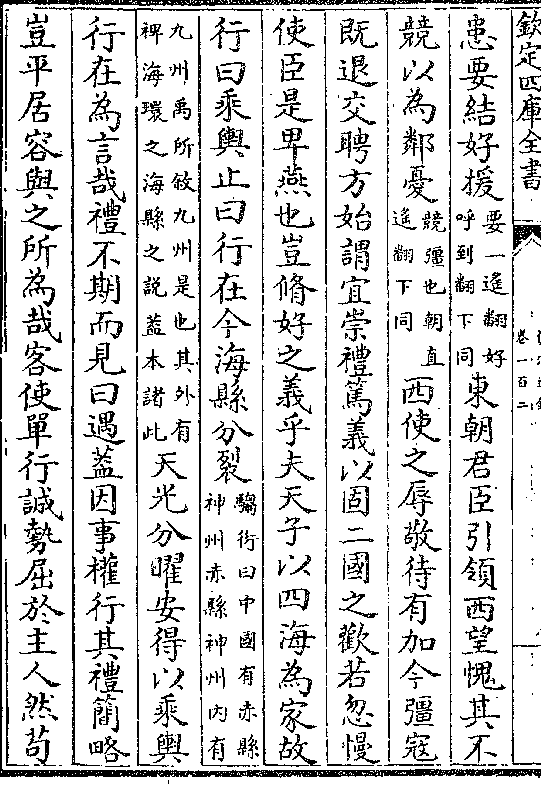 欽定四庫全書
卷一百二
患要結好援要一遥翻好呼到翻下同東朝君臣引領西望愧其不
競以為鄰憂競彊也朝直遥翻下同西使之辱敬待有加今彊寇
既退交聘方始謂宜崇禮篤義以固二國之歡若忽慢
使臣是卑燕也豈脩好之義乎夫天子以四海為家故
行曰乘輿止曰行在今海縣分裂騶衍曰中國有赤縣神州赤縣神州内有
九州禹所敘九州是也其外有裨海環之海縣之説蓋本諸此天光分曜安得以乘輿
行在為言哉禮不期而見曰遇蓋因事權行其禮簡略
豈平居容與之所為哉客使單行誠勢屈於主人然苟